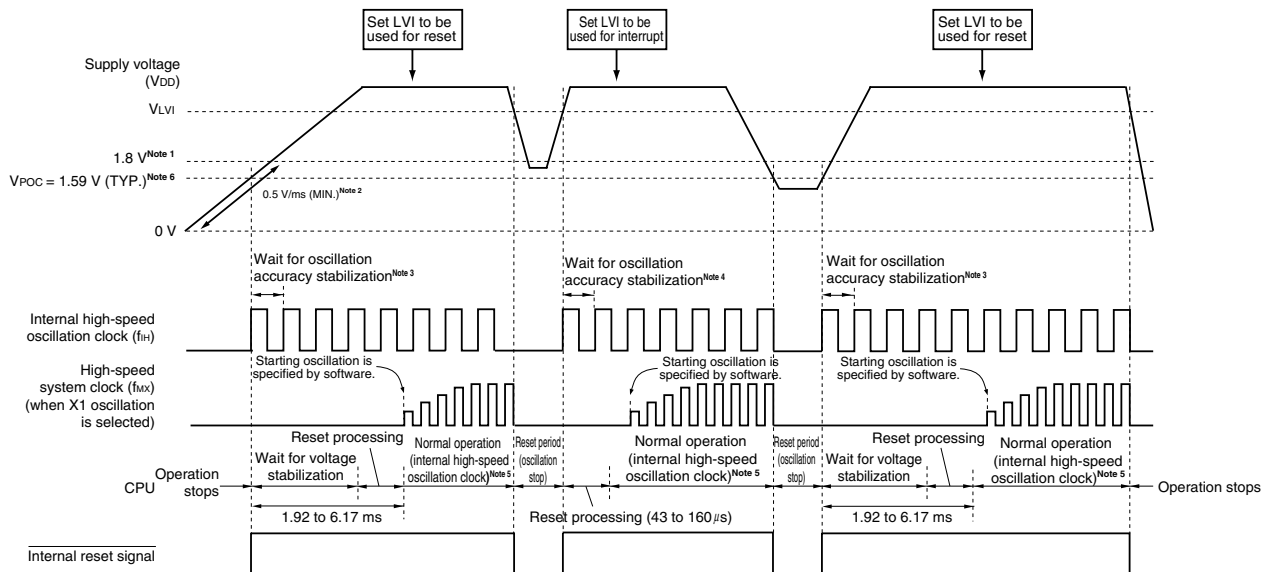 Set LVI to be
used for reset
Set LVI to be
used for interrupt
Set LVI to be
used for reset
Supply voltage
(VDD)
VLVI
1.8 V Note 1
VPOC = 1.59 V (TYP.) Note 6
0.5 V/ms (MIN.) Note 2
0 V
Wait for oscillation
accuracy stabilization Note 3
Wait for oscillation
accuracy stabilization Note 4
Wait for oscillation
accuracy stabilization Note 3
Internal high-speed
oscillation clock (fIH)
Starting oscillation is
specified by software.
Starting oscillation is
specified by software.
Starting oscillation is
specified by software.
High-speed
system clock (fMX)
(when X1 oscillation
is selected)
Reset processing
Wait for voltage
stabilization
Normal operation
(internal high-speed
oscillation clock) Note 5
Reset period
(oscillation
stop)
Normal operation
(internal high-speed
oscillation clock) Note 5
Reset period
(oscillation
stop)
Wait for voltage
stabilization
Reset processing
Normal operation
(internal high-speed
oscillation clock) Note 5
CPU
Operation
stops
Operation stops
1.92 to 6.17 ms
Reset processing (43 to 160 μs)
1.92 to 6.17 ms
Internal reset signal